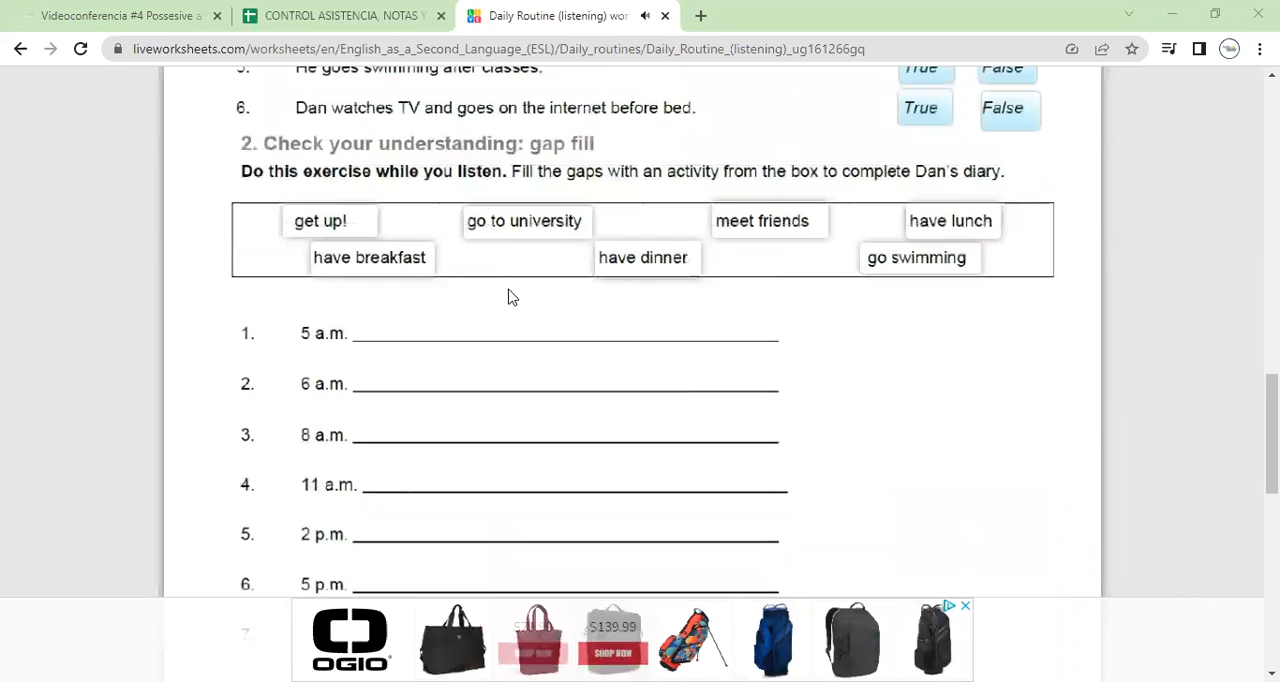 Videoconferencia #4 Possesive a
CONTROL ASISTENCIA, NOTAS Y
Daily Routine (listening) wor
liveworksheets.com/worksheets/en/English_as_a_Second_Language_(ESL)/Daily_routines/Daily_Routine_(listening)_ug161266gq
5. He goes swimming after classes. True False
6. Dan watches TV and goes on the internet before bed. True False
2. Check your understanding: gap fill
Do this exercise while you listen. Fill the gaps with an activity from the box to complete Dan's diary.
get up! go to university meet friends have lunch
have breakfast have dinner go swimming
1. 5 a.m.
2. 6 a.m.
3. 8 a.m.
4. 11 a.m.
5. 2 p.m.
6. 5 p.m.
7.
OGIO
$139.99
SHOP NOW SHOP NOW